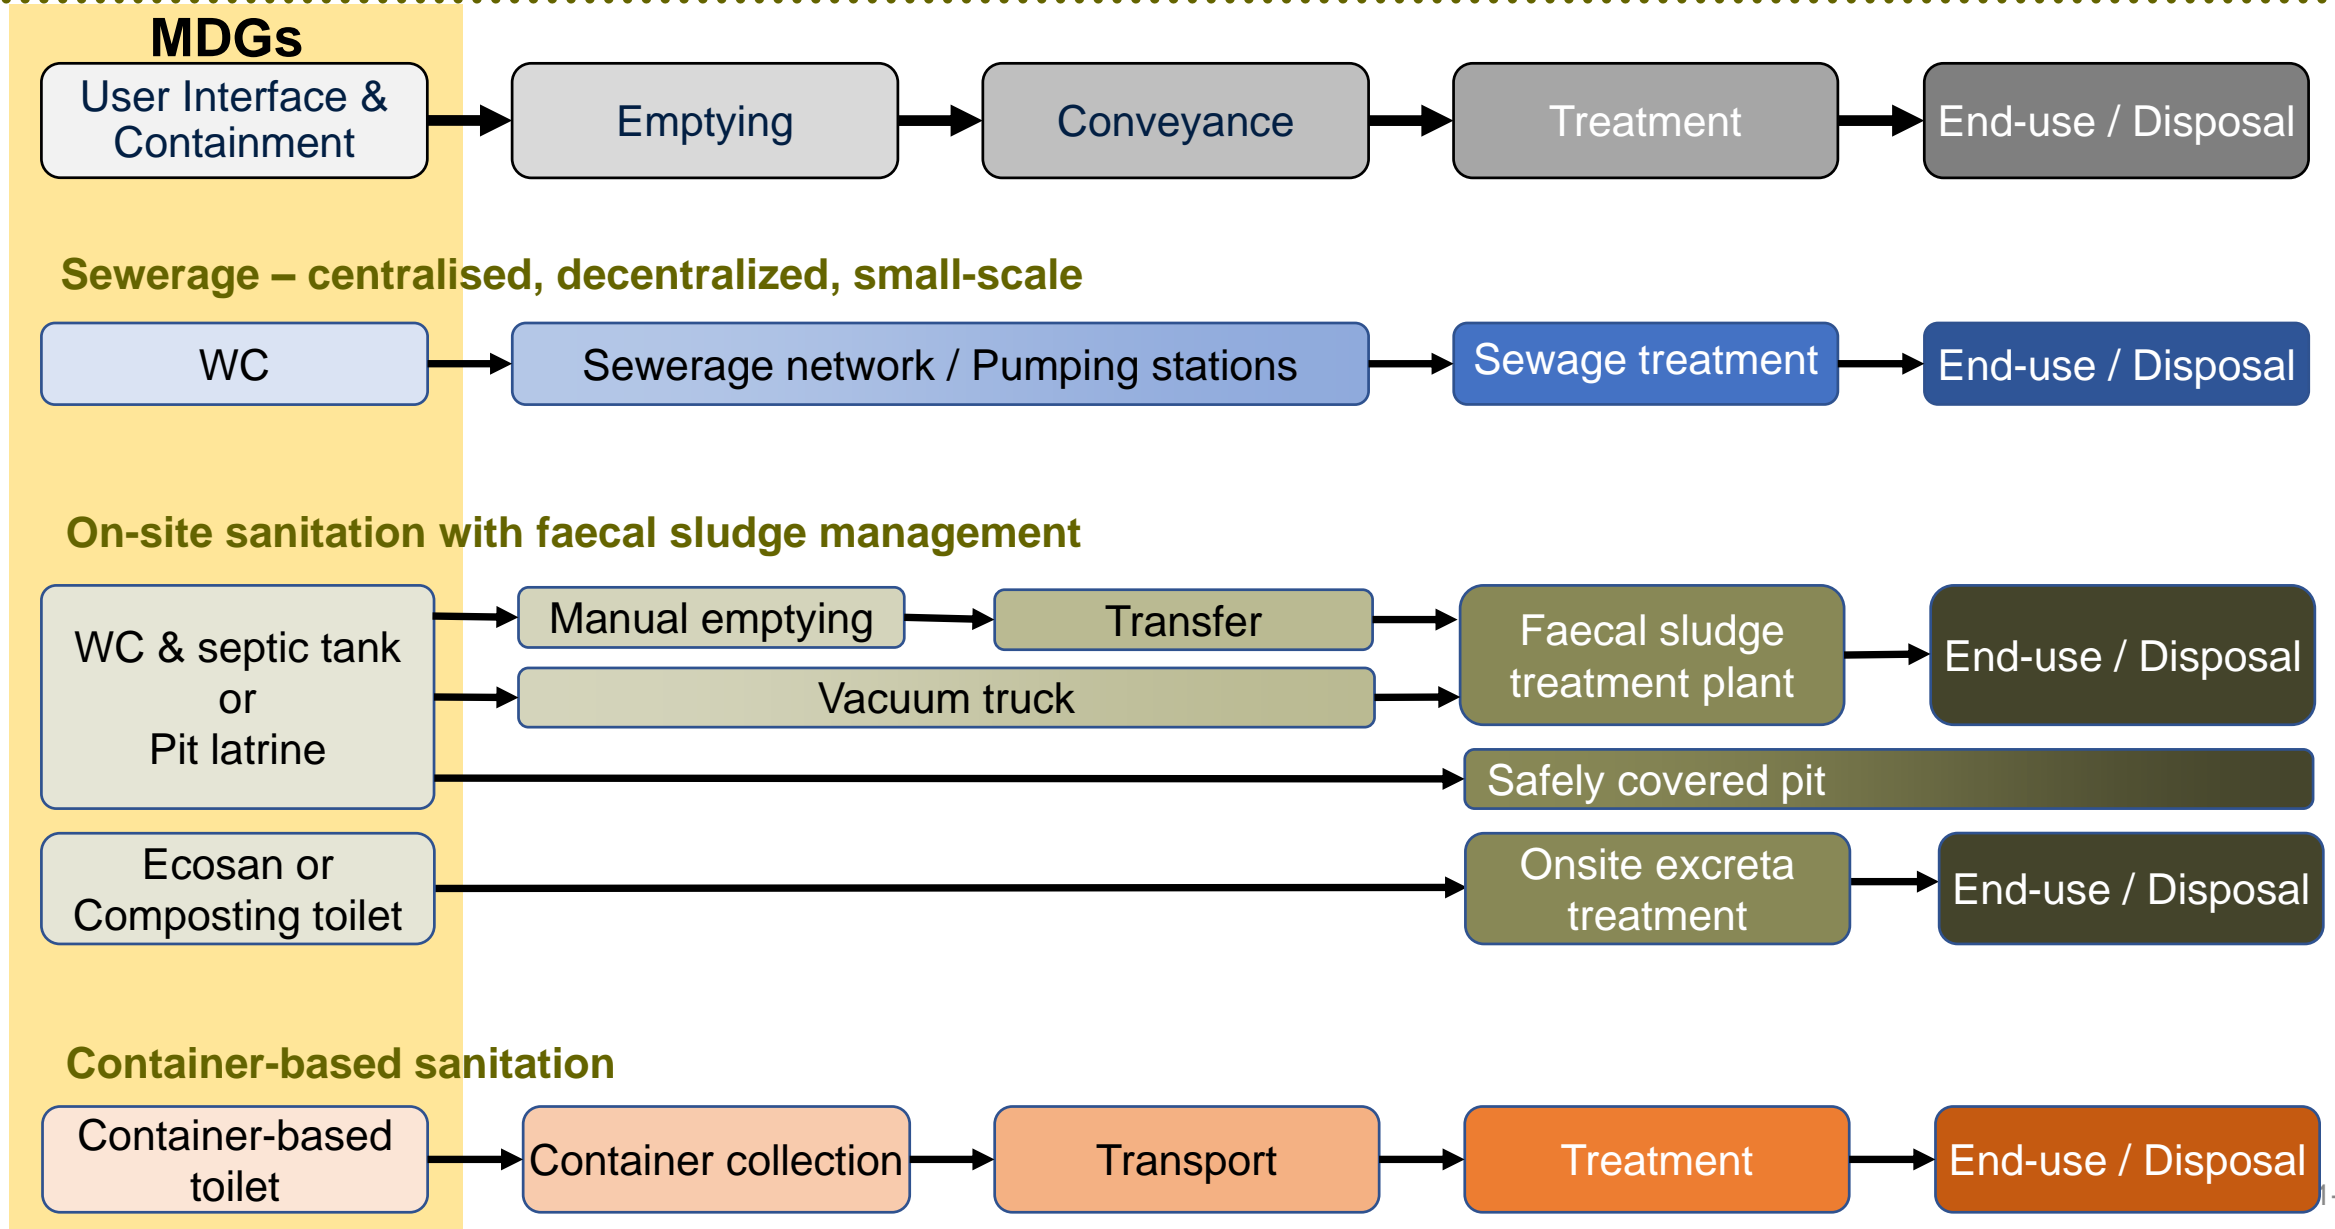 MDGs
User Interface &
Containment
Emptying
Conveyance
Treatment
End-use / Disposal
Sewerage – centralised, decentralized, small-scale
WC
Sewerage network / Pumping stations
Sewage treatment
End-use / Disposal
On-site sanitation with faecal sludge management
WC & septic tank
or
Pit latrine
Manual emptying
Transfer
Vacuum truck
Faecal sludge
treatment plant
End-use / Disposal
Safely covered pit
Ecosan or
Composting toilet
Onsite excreta
treatment
End-use / Disposal
Container-based sanitation
Container-based
toilet
Container collection
Transport
Treatment
End-use / Disposal